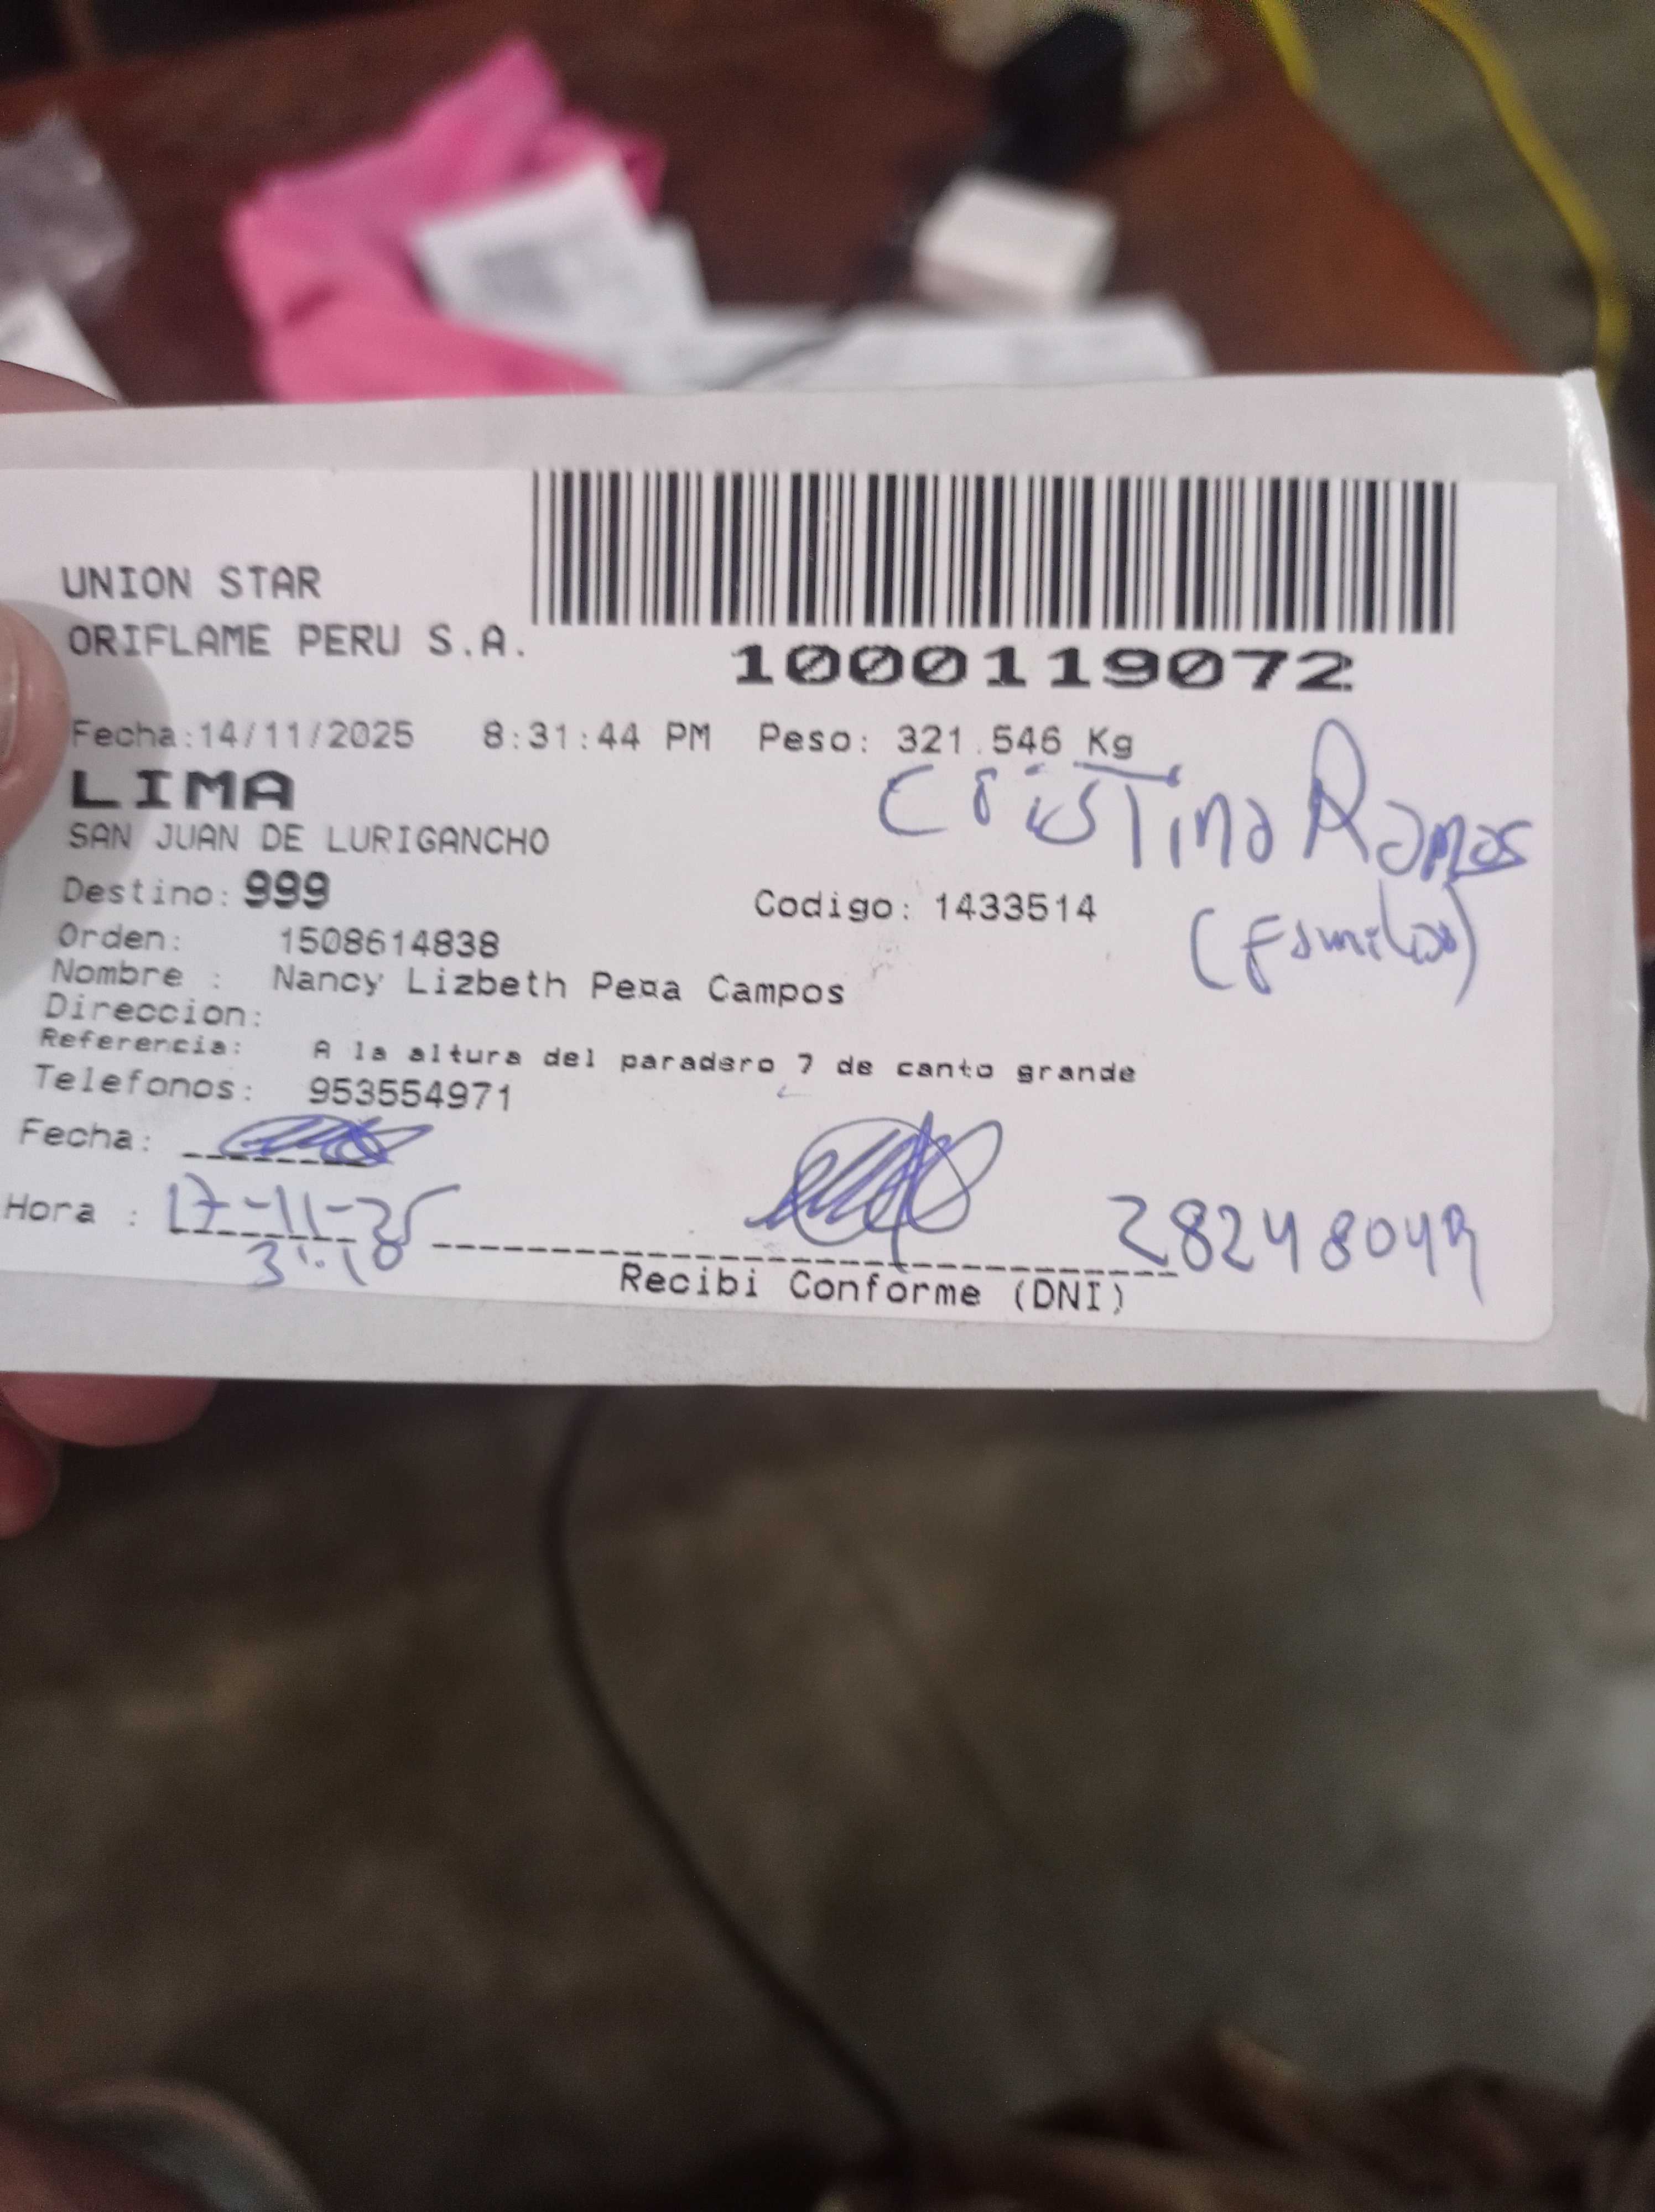 UNION STAR
ORIFLAME PERU S.A.
1000119072
Fecha:14/11/2025 8:31:44 PM Peso: 321.546 Kg
LIMA
Cristina Ramos
SAN JUAN DE LURIGANCHO
Destino: 999
Codigo: 1433514
(familiar)
Orden: 1508614838
Nombre : Nancy Lizbeth Pena Campos
Direccion:
Referencia: A la altura del paradero 7 de canto grande
Telefonos: 953554971
Fecha:
Hora : 17-11-25
3:18
28248049
Recibi Conforme (DNI)